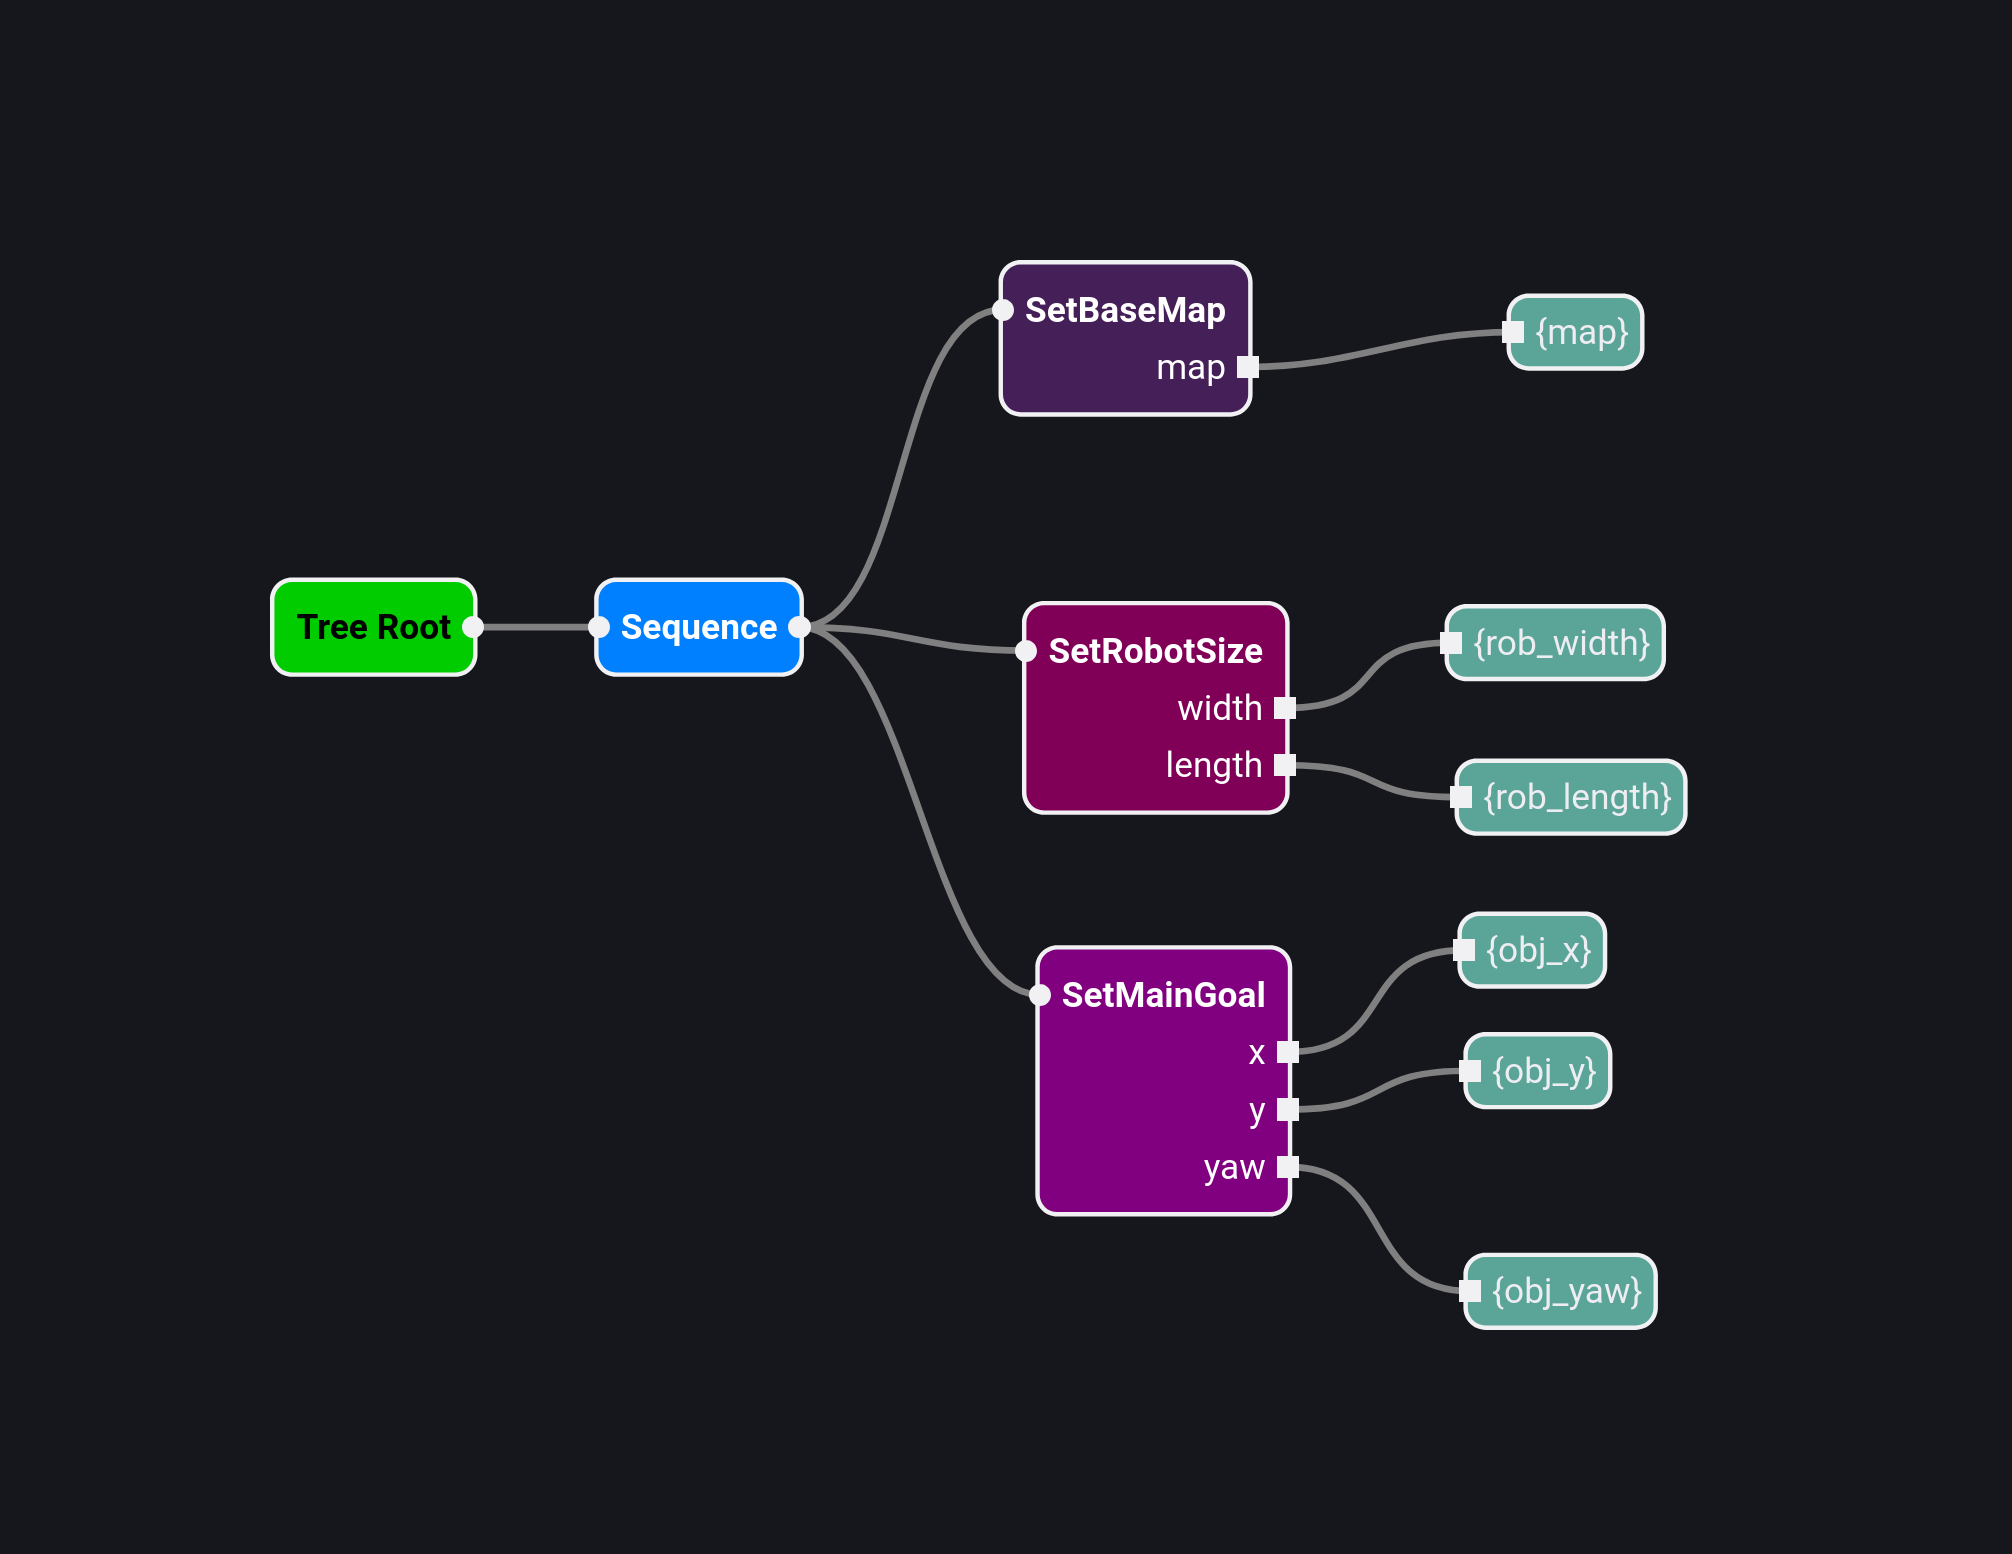 Tree Root
Sequence
SetBaseMap
map
{map}
SetRobotSize
width
length
{rob_width}
{rob_length}
SetMainGoal
x
y
yaw
{obj_x}
{obj_y}
{obj_yaw}